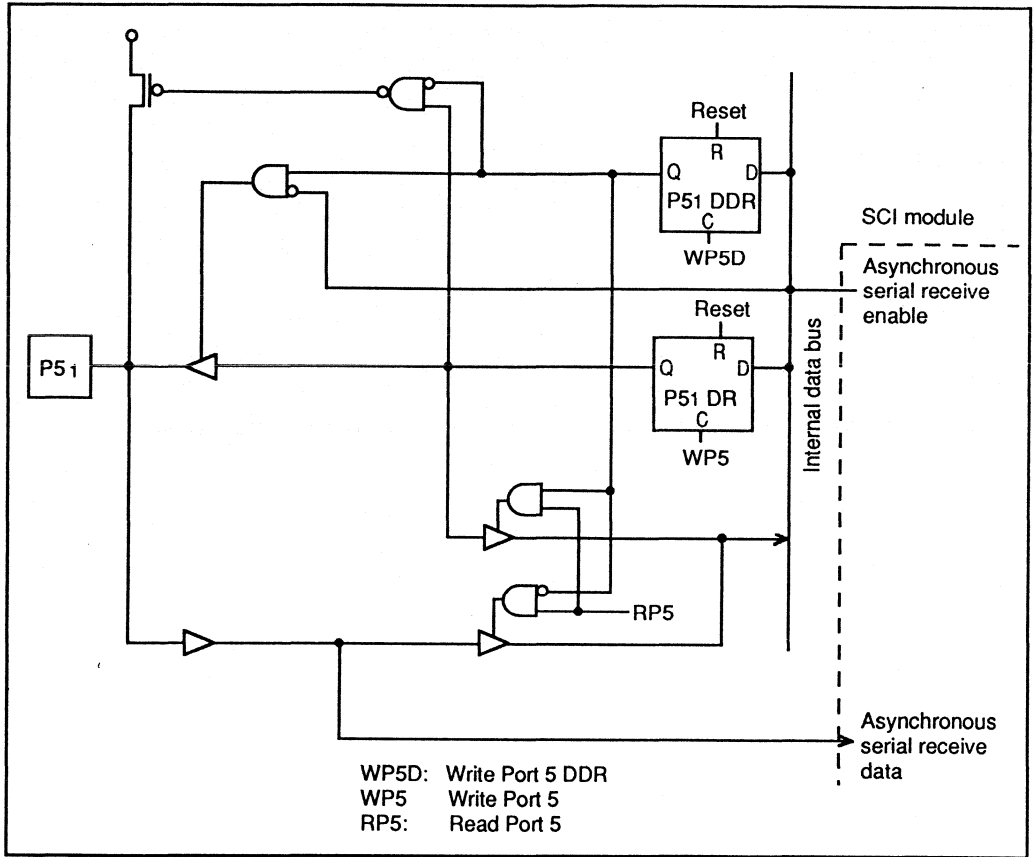 Reset
R
Q
D
P51 DDR
C
WP5D
SCI module
Asynchronous
serial receive
enable
Reset
R
P51
Q
D
P51 DR
C
WP5
Internal data bus
RP5
Asynchronous
serial receive
data
WP5D: Write Port 5 DDR
WP5 Write Port 5
RP5: Read Port 5